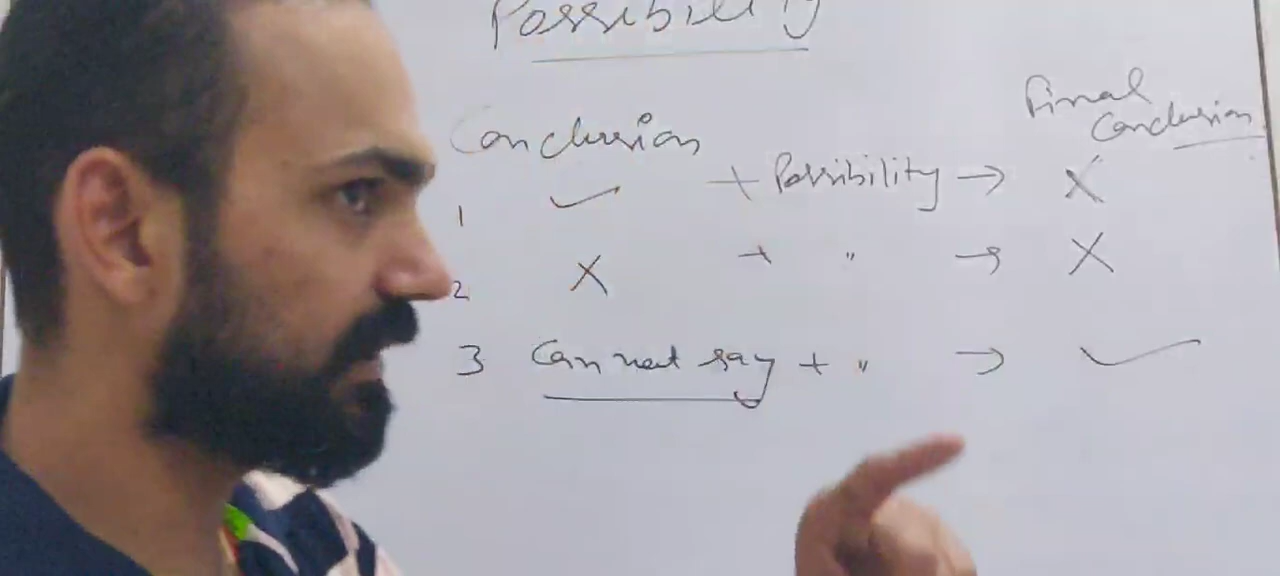 Possibility
Conclusion
Final
Conclusion
1 ✓ + Possibility → X
2 X + " → X
3 Can not say + " → ✓